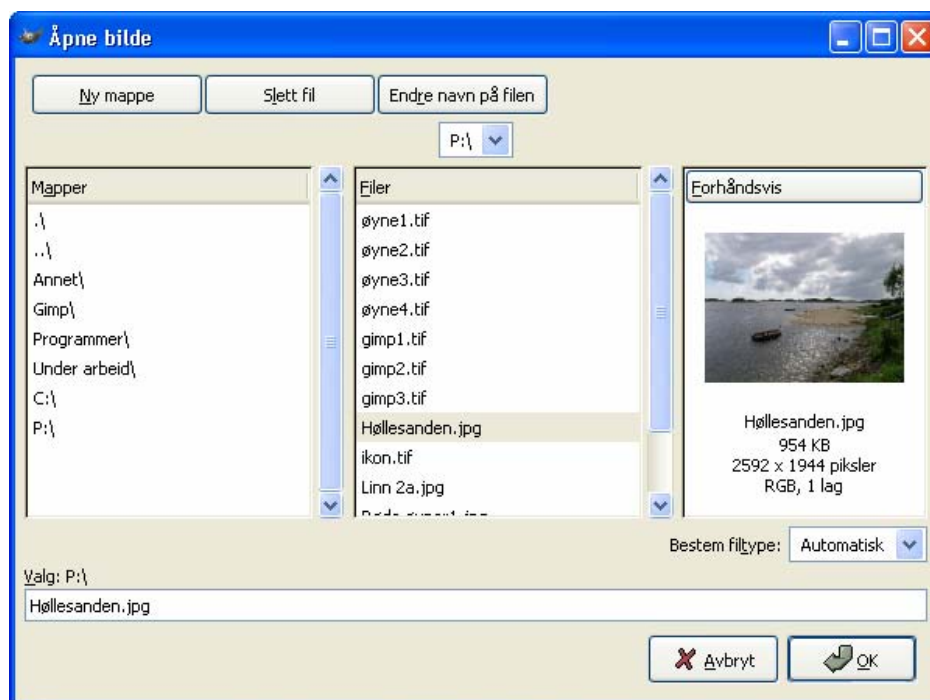 Åpne bilde
Ny mappe
Slett fil
Endre navn på filen
P:\
Mapper
.\
..\
Annet\
Gimp\
Programmer\
Under arbeid\
C:\
P:\
Filer
øyne1.tif
øyne2.tif
øyne3.tif
øyne4.tif
gimp1.tif
gimp2.tif
gimp3.tif
Høllesanden.jpg
ikon.tif
Linn 2a.jpg
Forhåndsvis
Høllesanden.jpg
954 KB
2592 x 1944 piksler
RGB, 1 lag
Bestem filtype: Automatisk
Valg: P:\
Høllesanden.jpg
Avbryt
OK